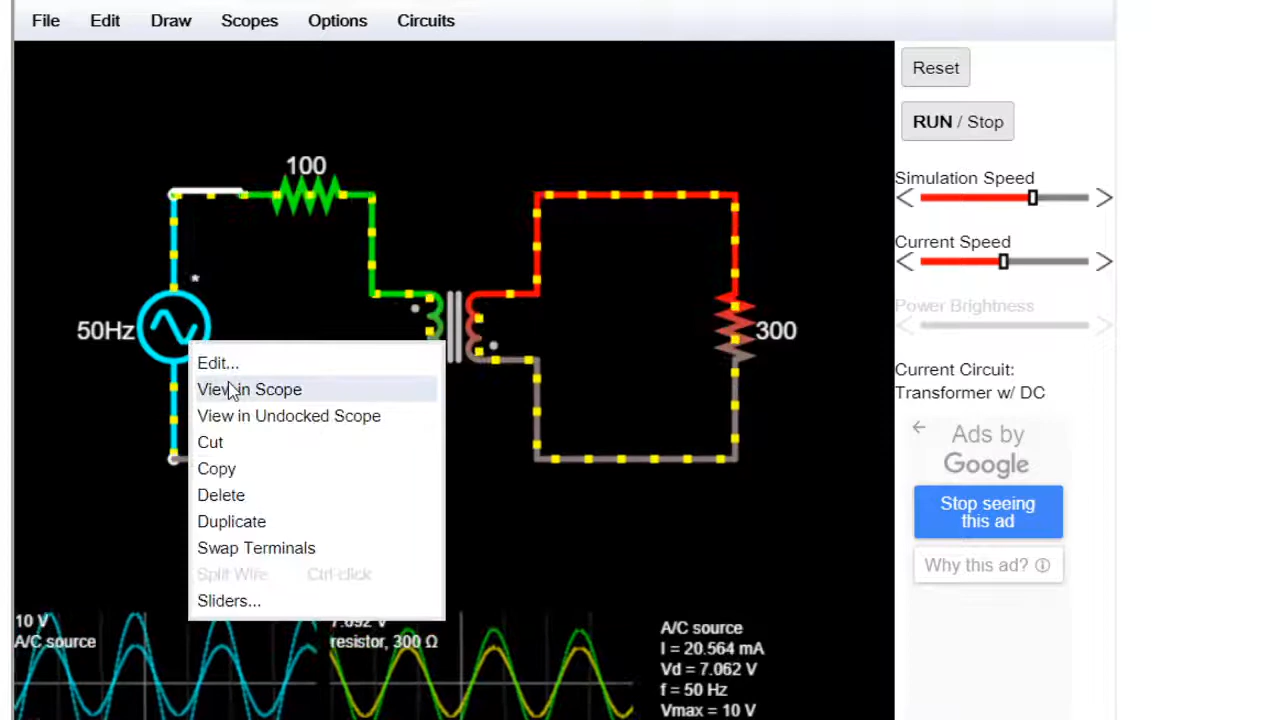 File Edit Draw Scopes Options Circuits
Reset
RUN / Stop
Simulation Speed
Current Speed
Power Brightness
Current Circuit:
Transformer w/ DC
Ads by
Google
Stop seeing
this ad
Why this ad?
100
*
50Hz
300
Edit...
View in Scope
View in Undocked Scope
Cut
Copy
Delete
Duplicate
Swap Terminals
Split Wire Ctrl-click
Sliders...
10 V
A/C source
7.692 V
resistor, 300 Ω
A/C source
I = 20.564 mA
Vd = 7.062 V
f = 50 Hz
Vmax = 10 V